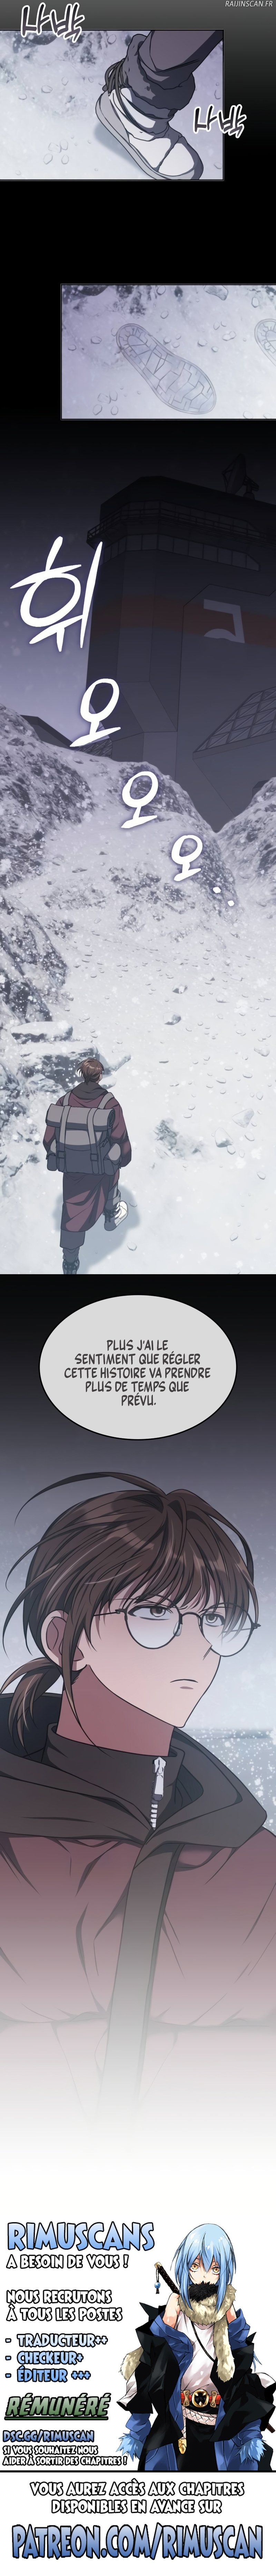 RAIJINSCAN.FR
사박
사박
휘
오
오
오
..
PLUS J'AI LE
SENTIMENT QUE RÉGLER
CETTE HISTOIRE VA PRENDRE
PLUS DE TEMPS QUE
PRÉVU.
RIMUSCANS
A BESOIN DE VOUS !
NOUS RECRUTONS
À TOUS LES POSTES
- TRADUCTEUR++
- CHECKEUR+
- ÉDITEUR +++
RÉMUNÉRÉ
DSC.GG/RIMUSCAN
SI VOUS SOUHAITEZ NOUS
AIDER À SORTIR DES CHAPITRES !
VOUS AUREZ ACCÈS AUX CHAPITRES
DISPONIBLES EN AVANCE SUR
PATREON.COM/RIMUSCAN